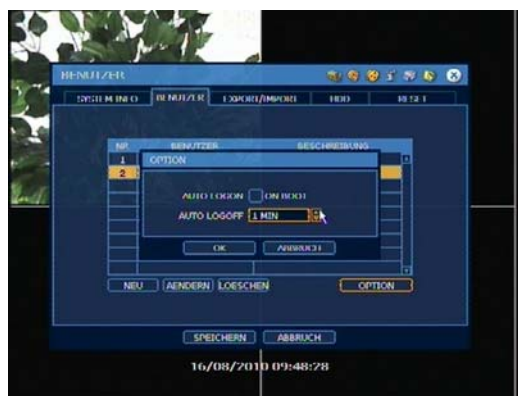 BENUTZER
SYSTEM INFO BENUTZER EXPORT/IMPORT HDD RESET
NR. BENUTZER BESCHREIBUNG
1
2
OPTION
AUTO LOGON ON BOOT
AUTO LOGOFF 1 MIN
OK ABBRUCH
NEU AENDERN LOESCHEN OPTION
SPEICHERN ABBRUCH
16/08/2010 09:48:28